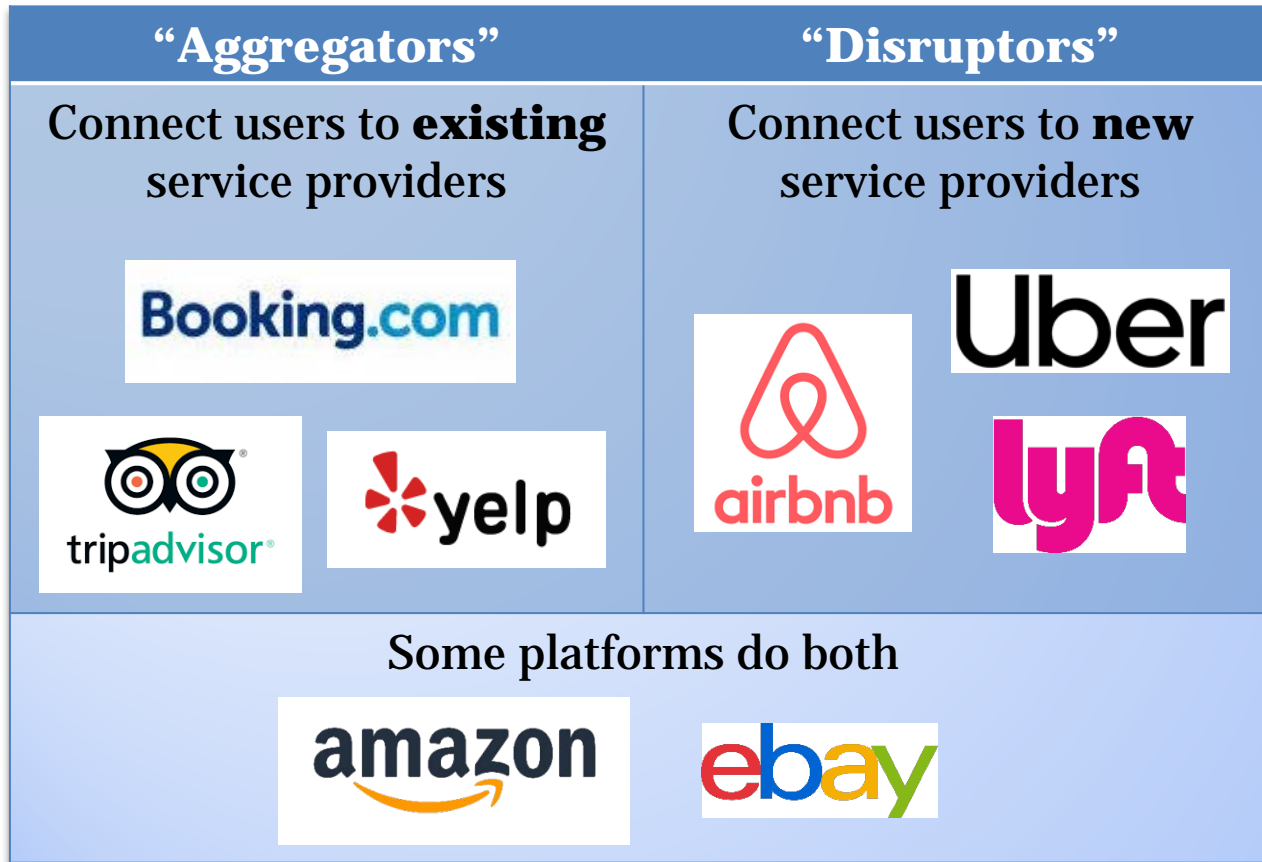 “Aggregators”
“Disruptors”
Connect users to existing
service providers
Connect users to new
service providers
Booking.com
tripadvisor®
yelp
airbnb
Uber
lyft
Some platforms do both
amazon
ebay